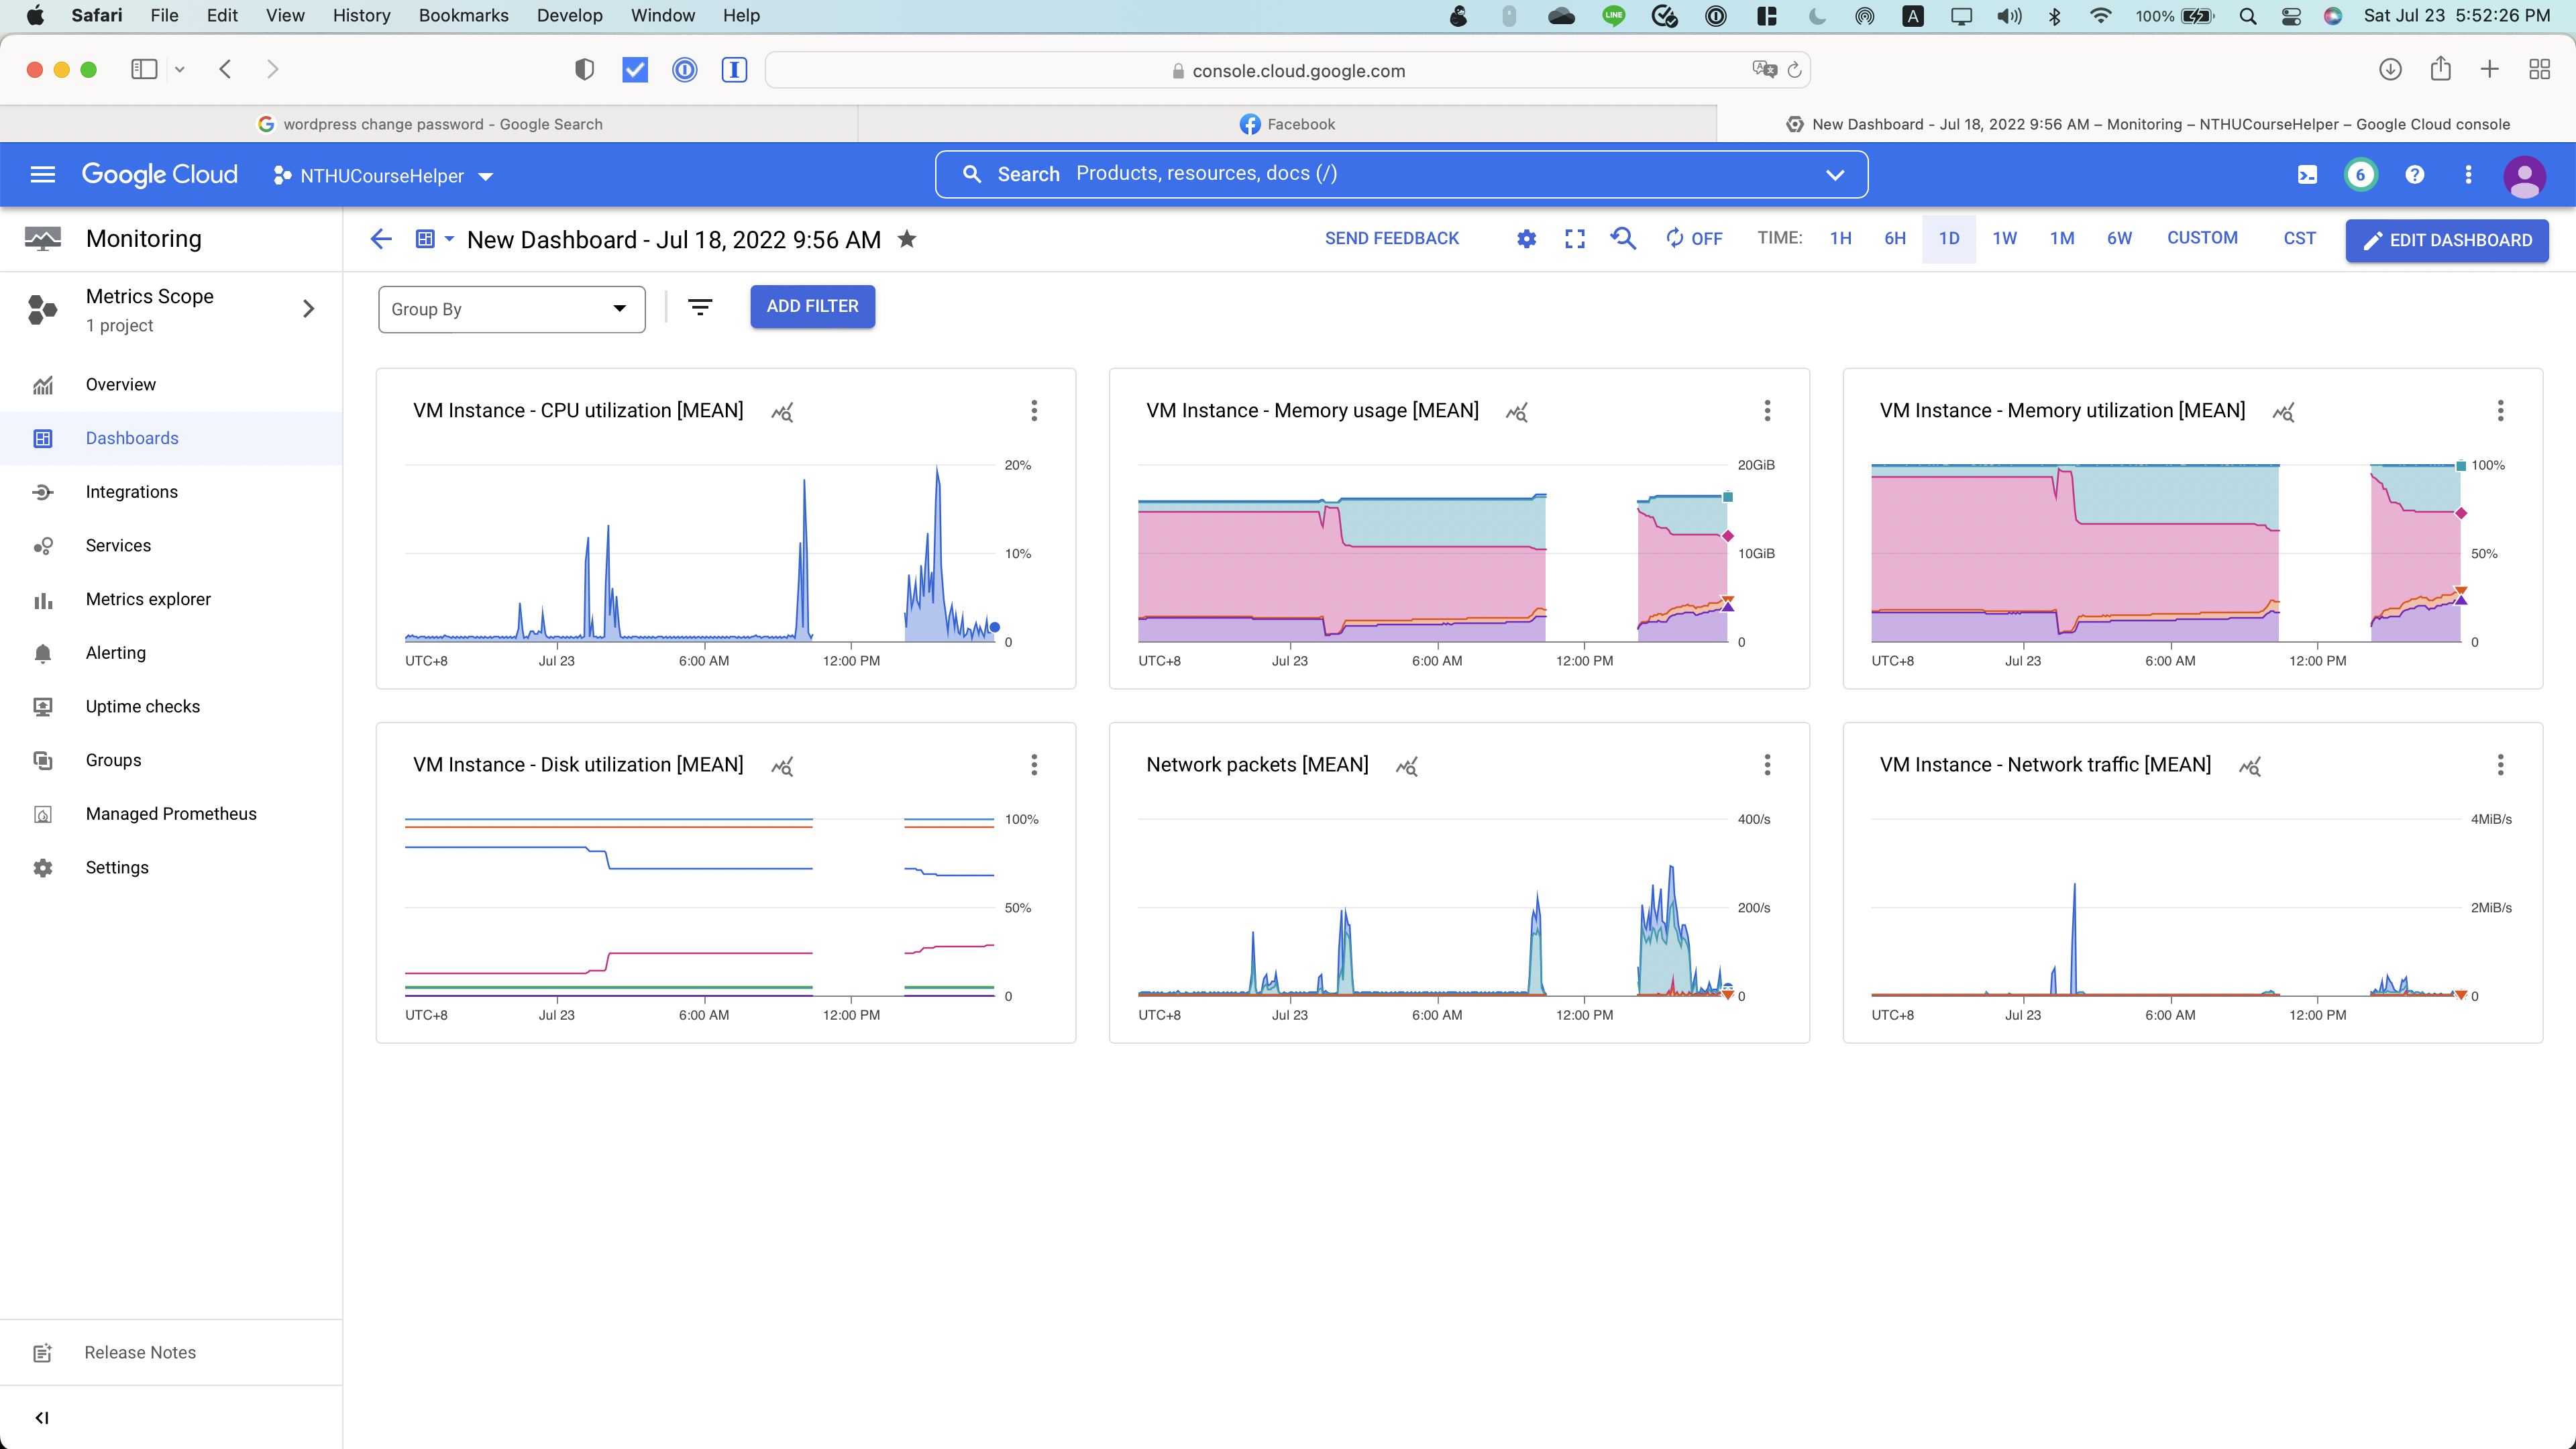 Safari File Edit View History Bookmarks Develop Window Help LINE A 100% Sat Jul 23 5:52:26 PM
console.cloud.google.com
wordpress change password - Google Search
Facebook
New Dashboard - Jul 18, 2022 9:56 AM – Monitoring – NTHUCourseHelper – Google Cloud console
Google Cloud NTHUCourseHelper Search Products, resources, docs (/) 6
Monitoring
New Dashboard - Jul 18, 2022 9:56 AM SEND FEEDBACK OFF TIME: 1H 6H 1D 1W 1M 6W CUSTOM CST EDIT DASHBOARD
Metrics Scope
1 project
Overview
Dashboards
Integrations
Services
Metrics explorer
Alerting
Uptime checks
Groups
Managed Prometheus
Settings
Release Notes
Group By ADD FILTER
VM Instance - CPU utilization [MEAN]
20%
10%
0
UTC+8 Jul 23 6:00 AM 12:00 PM
VM Instance - Memory usage [MEAN]
20GiB
10GiB
0
UTC+8 Jul 23 6:00 AM 12:00 PM
VM Instance - Memory utilization [MEAN]
100%
50%
0
UTC+8 Jul 23 6:00 AM 12:00 PM
VM Instance - Disk utilization [MEAN]
100%
50%
0
UTC+8 Jul 23 6:00 AM 12:00 PM
Network packets [MEAN]
400/s
200/s
0
UTC+8 Jul 23 6:00 AM 12:00 PM
VM Instance - Network traffic [MEAN]
4MiB/s
2MiB/s
0
UTC+8 Jul 23 6:00 AM 12:00 PM